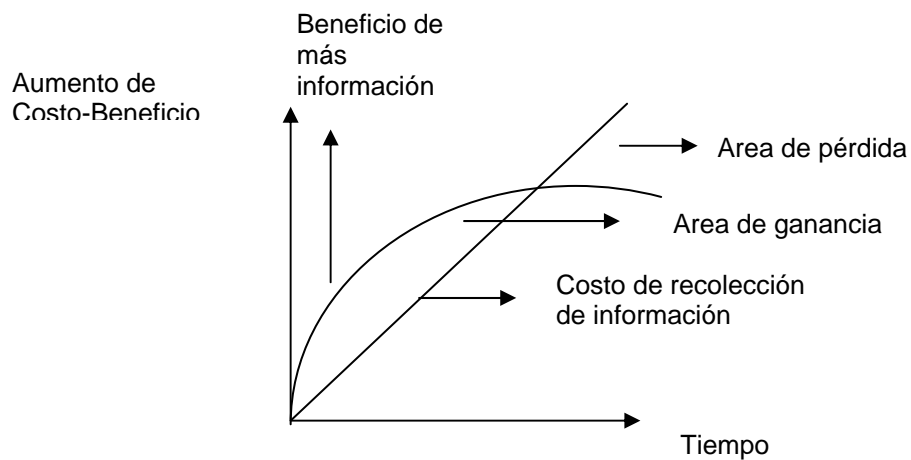 Beneficio de
más
información
Aumento de
Costo-Beneficio
Area de pérdida
Area de ganancia
Costo de recolección
de información
Tiempo